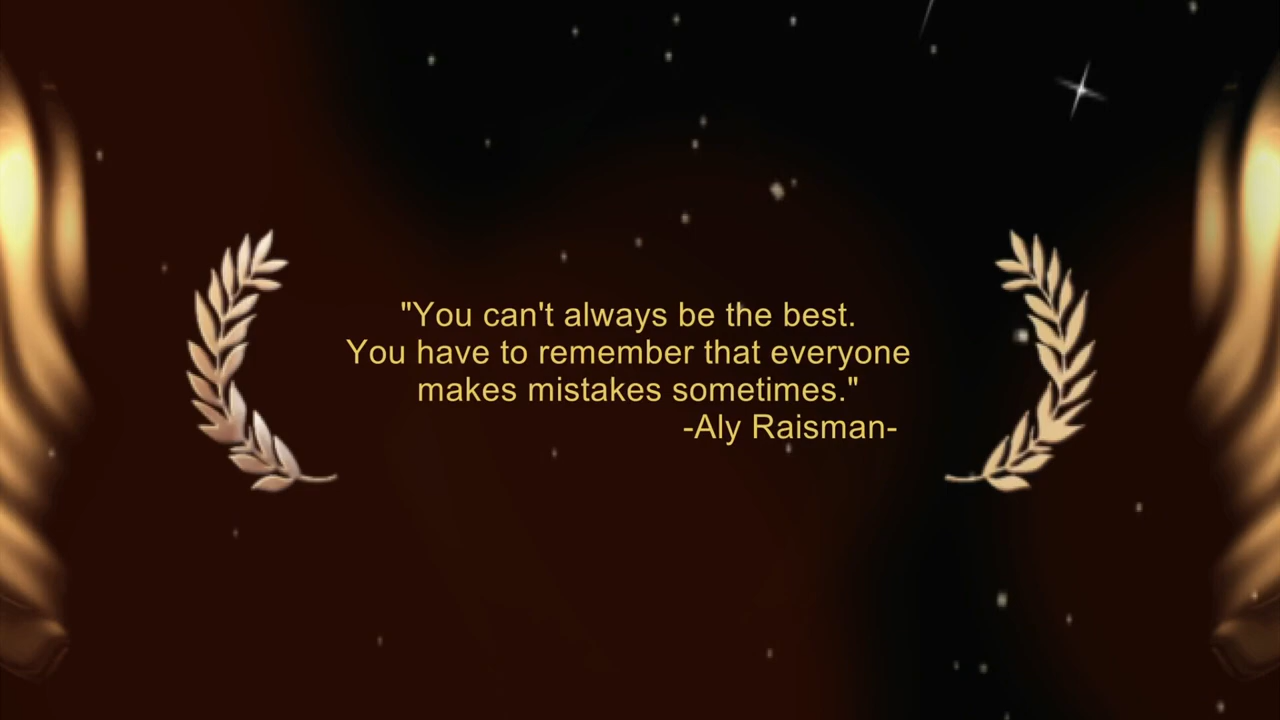 "You can't always be the best.
You have to remember that everyone
makes mistakes sometimes."
-Aly Raisman-